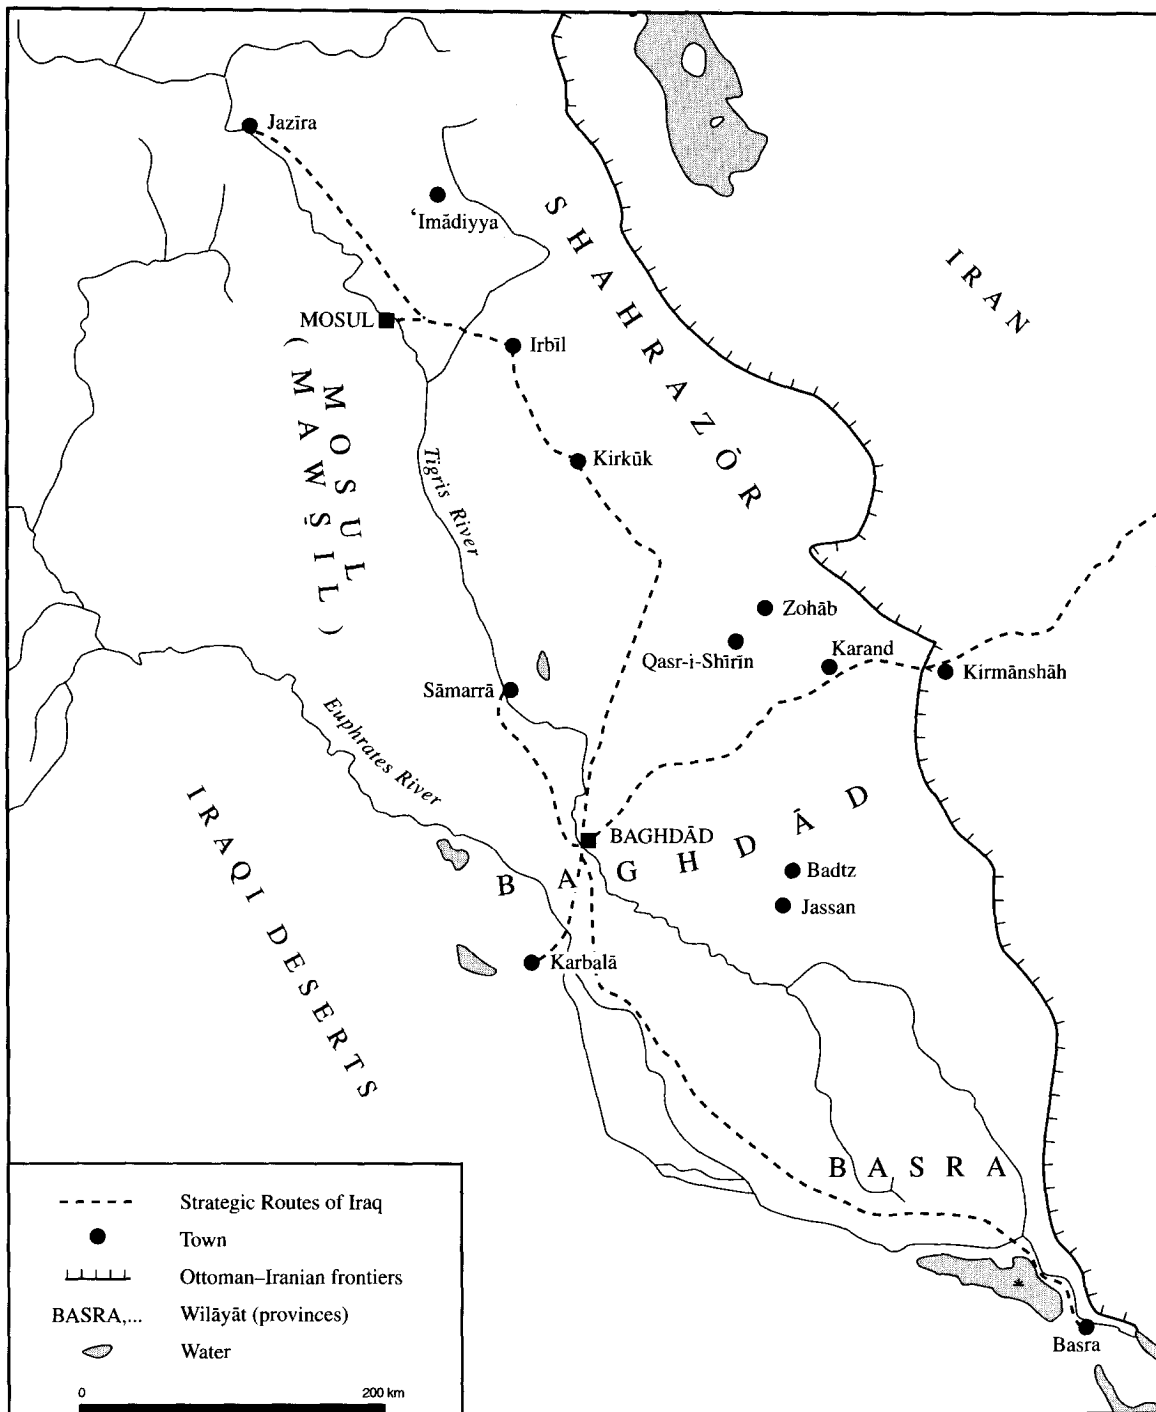 Jazīra
ʻImādiyya
SHAHRAZŌR
IRAN
MOSUL
Irbīl
MOSUL
(MAWṢIL)
Kirkūk
Tigris River
Zohāb
Qasr-i-Shīrīn
Karand
Kirmānshāh
Sāmarrā
Euphrates River
IRAQI DESERTS
BAGHDĀD
BAGHDĀD
Badtz
Jassan
Karbalā
BASRA
Basra
Strategic Routes of Iraq
Town
Ottoman–Iranian frontiers
BASRA,... Wilāyāt (provinces)
Water
0 200 km